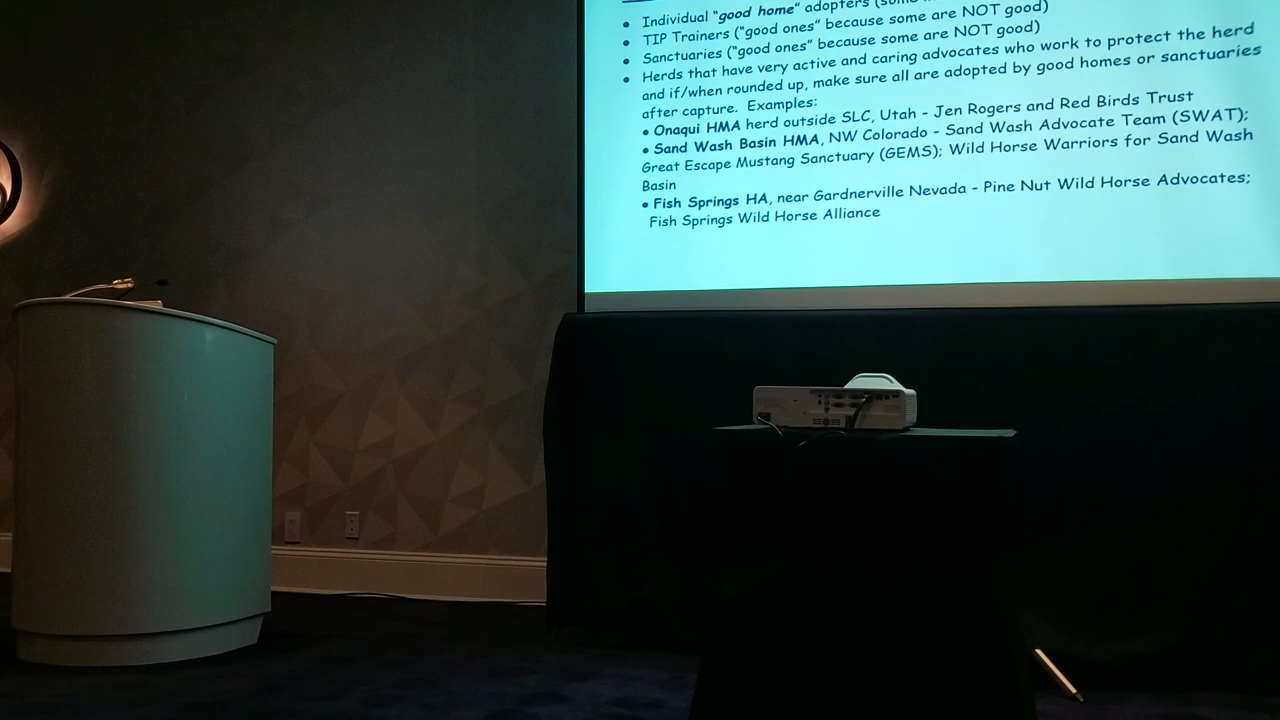 • Individual "good home" adopters (some
• TIP Trainers ("good ones" because some are NOT good)
• Sanctuaries ("good ones" because some are NOT good)
• Herds that have very active and caring advocates who work to protect the herd
and if/when rounded up, make sure all are adopted by good homes or sanctuaries
after capture. Examples:
• Onaqui HMA herd outside SLC, Utah - Jen Rogers and Red Birds Trust
• Sand Wash Basin HMA, NW Colorado - Sand Wash Advocate Team (SWAT);
Great Escape Mustang Sanctuary (GEMS); Wild Horse Warriors for Sand Wash
Basin
• Fish Springs HA, near Gardnerville Nevada - Pine Nut Wild Horse Advocates;
Fish Springs Wild Horse Alliance